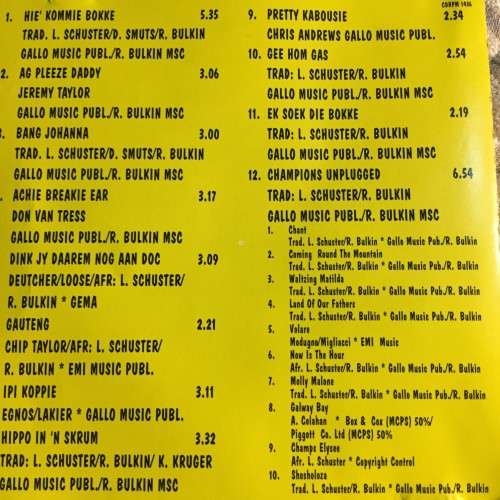 1. HIE' KOMMIE BOKKE 5.35
TRAD. L. SCHUSTER/D. SMUTS/R. BULKIN
GALLO MUSIC PUBL./R. BULKIN MSC
2. AG PLEEZE DADDY 3.06
JEREMY TAYLOR
GALLO MUSIC PUBL./R. BULKIN MSC
3. BANG JOHANNA 3.00
TRAD. L. SCHUSTER/D. SMUTS/R. BULKIN
GALLO MUSIC PUBL./R. BULKIN MSC
ACHIE BREAKIE EAR 3.17
DON VAN TRESS
GALLO MUSIC PUBL./R. BULKIN MSC
DINK JY DAAREM NOG AAN DOC 3.09
DEUTCHER/LOOSE/AFR: L. SCHUSTER/
R. BULKIN * GEMA
GAUTENG 2.21
CHIP TAYLOR/AFR: L. SCHUSTER/
R. BULKIN * EMI MUSIC PUBL.
IPI KOPPIE 3.11
EGNOS/LAKIER * GALLO MUSIC PUBL.
HIPPO IN 'N SKRUM 3.32
TRAD: L. SCHUSTER/R. BULKIN/ K. KRUGER
GALLO MUSIC PUBL./R. BULKIN MSC
CDHPM 1416
9. PRETTY KABOUSIE 2.34
CHRIS ANDREWS GALLO MUSIC PUBL.
10. GEE HOM GAS 2.54
TRAD: L. SCHUSTER/R. BULKIN
GALLO MUSIC PUBL./R. BULKIN MSC
11. EK SOEK DIE BOKKE 2.19
TRAD: L. SCHUSTER/R. BULKIN
GALLO MUSIC PUBL./R. BULKIN MSC
12. CHAMPIONS UNPLUGGED 6.54
TRAD: L. SCHUSTER/R. BULKIN
GALLO MUSIC PUBL./R. BULKIN MSC
1. Chant
Trad. L. Schuster/R. Bulkin * Gallo Music Pub./R. Bulkin
2. Coming Round The Mountain
Trad. L. Schuster/R. Bulkin * Gallo Music Pub./R. Bulkin
3. Waltzing Matilda
Trad. L. Schuster/R. Bulkin * Gallo Music Pub./R. Bulkin
4. Land Of Our Fathers
Trad. L. Schuster/R. Bulkin * Gallo Music Pub./R. Bulkin
5. Volare
Modugno/Migliacci * EMI Music
6. Now Is The Hour
Afr. L. Schuster/R. Bulkin * Gallo Music Pub./R. Bulkin
7. Molly Malone
Trad. L. Schuster/R. Bulkin * Gallo Music Pub./R. Bulkin
8. Galway Bay
A. Colahan * Box & Cox (MCPS) 50%/
Piggott Co. Ltd (MCPS) 50%
9. Champs Elysee
Afr. L. Schuster * Copyright Control
10. Shosholoza
Trad. L. Schuster/R. Bulkin * Gallo Music Pub./R. Bulkin